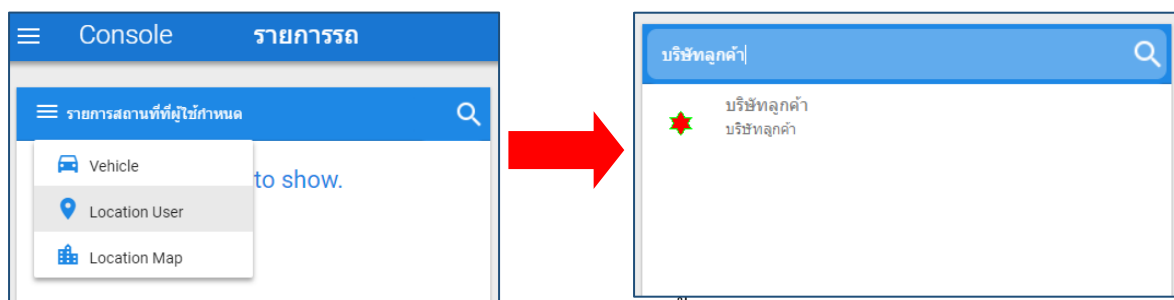 Console รายการรถ
รายการสถานที่ที่ผู้ใช้กำหนด
Vehicle
to show.
Location User
Location Map
บริษัทลูกค้า
บริษัทลูกค้า
บริษัทลูกค้า